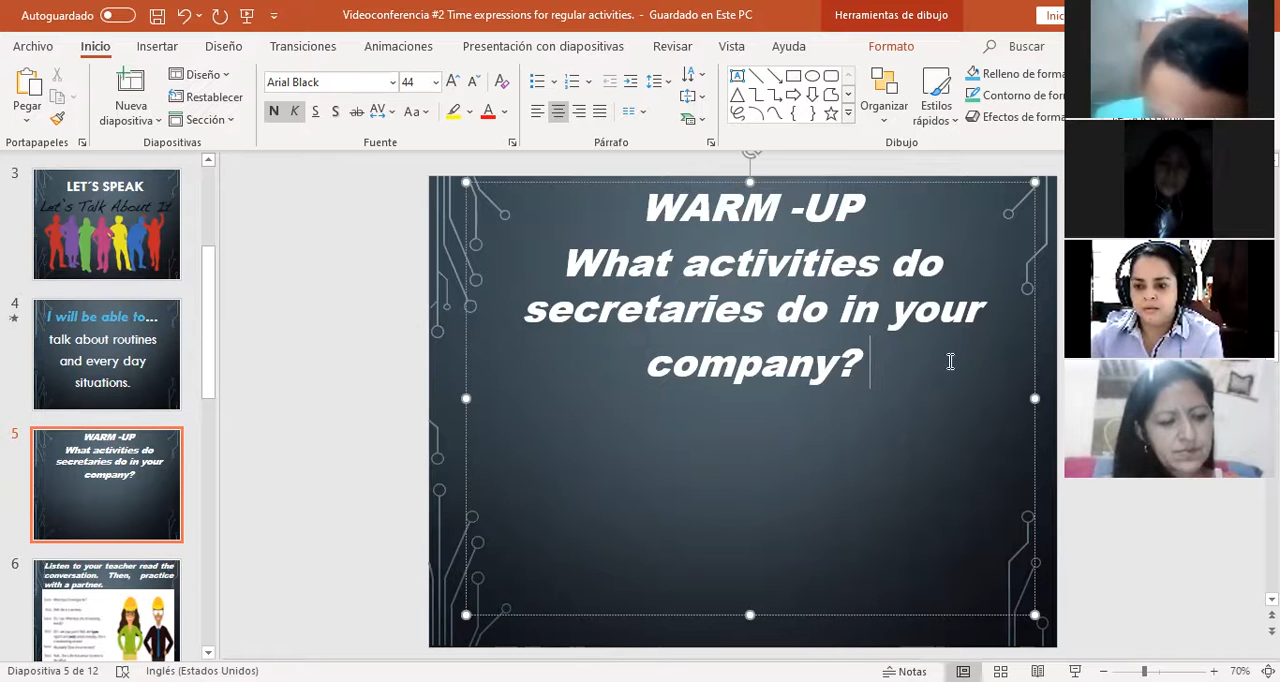 Autoguardado
Videoconferencia #2 Time expressions for regular activities. - Guardado en Este PC
Herramientas de dibujo
Inic
Archivo Inicio Insertar Diseño Transiciones Animaciones Presentación con diapositivas Revisar Vista Ayuda Formato Buscar
Pegar
Nueva
diapositiva
Diseño
Restablecer
Sección
Arial Black 44
N K S S ab AV Aa A
Organizar
Estilos
rápidos
Relleno de forma
Contorno de forma
Efectos de forma
Portapapeles Diapositivas Fuente Párrafo Dibujo
3
LET´S SPEAK
Let's Talk About It
4
I will be able to...
talk about routines
and every day
situations.
5
WARM -UP
What activities do
secretaries do in your
company?
6
Listen to your teacher read the
conversation. Then, practice
with a partner.
WARM -UP
What activities do
secretaries do in your
company?
Diapositiva 5 de 12 Inglés (Estados Unidos) Notas 70%